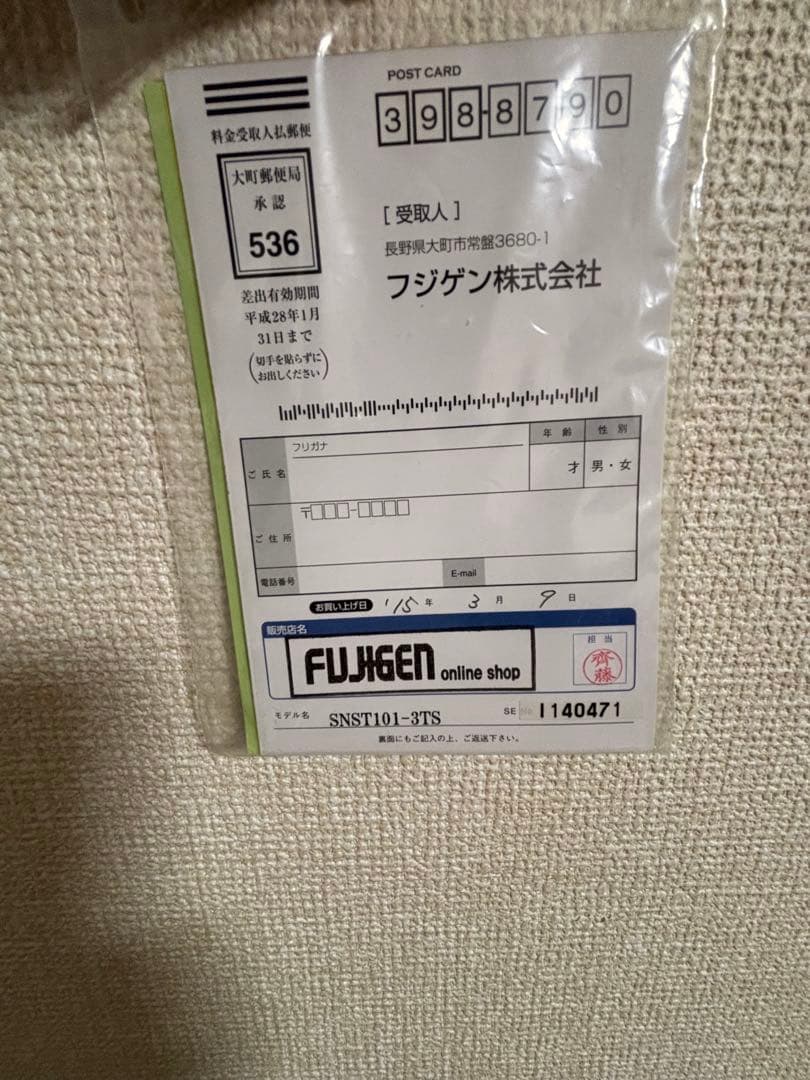 POST CARD
398-8790
料金受取人払郵便
大町郵便局
承認
536
差出有効期間
平成28年1月
31日まで
(切手を貼らずに
お出しください)
[受取人]
長野県大町市常盤3680-1
フジゲン株式会社
ご氏名
フリガナ
年齢
性別
才
男・女
ご住所
〒□□□-□□□□
電話番号
E-mail
お買い上げ日 '15年 3月 9日
販売店名
FUJIGEN online shop
担当
齊藤
モデル名 SNST101-3TS SE No. I140471
裏面にもご記入の上、ご返送下さい。